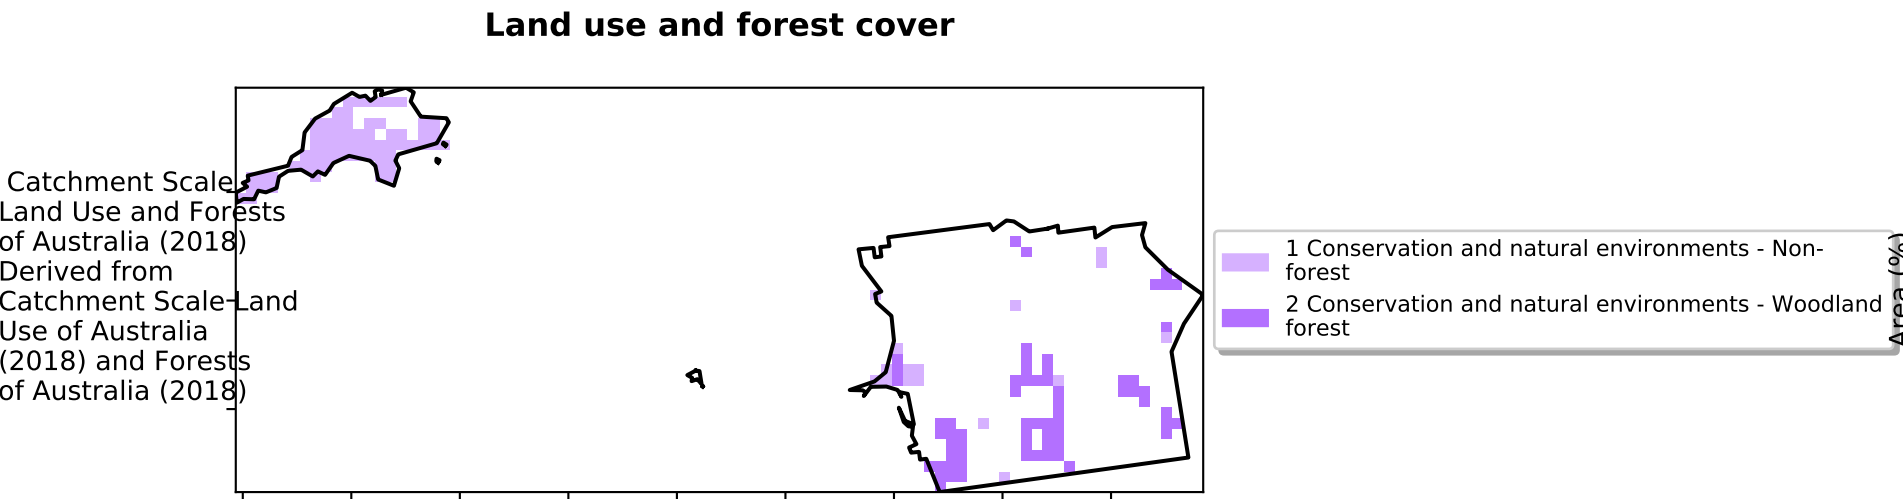 Land use and forest cover
Catchment Scale
Land Use and Forests
of Australia (2018)
Derived from
Catchment Scale Land
Use of Australia
(2018) and Forests
of Australia (2018)
1 Conservation and natural environments - Non-
forest
2 Conservation and natural environments - Woodland
forest
Area (%)